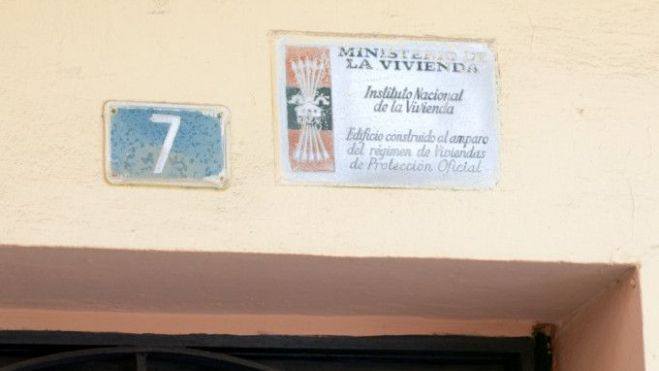 7
MINISTERIO DE
LA VIVIENDA
Instituto Nacional
de la Vivienda
Edificio construido al amparo
del régimen de Viviendas
de Protección Oficial